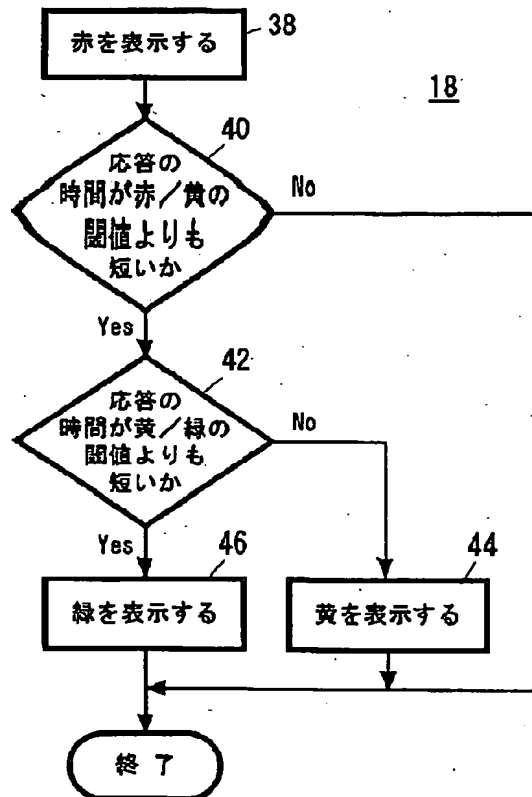 赤を表示する
38
18
40
応答の
時間が赤／黄の
閾値よりも
短いか
No
Yes
42
応答の
時間が黄／緑の
閾値よりも
短いか
No
Yes
46
44
緑を表示する
黄を表示する
終了